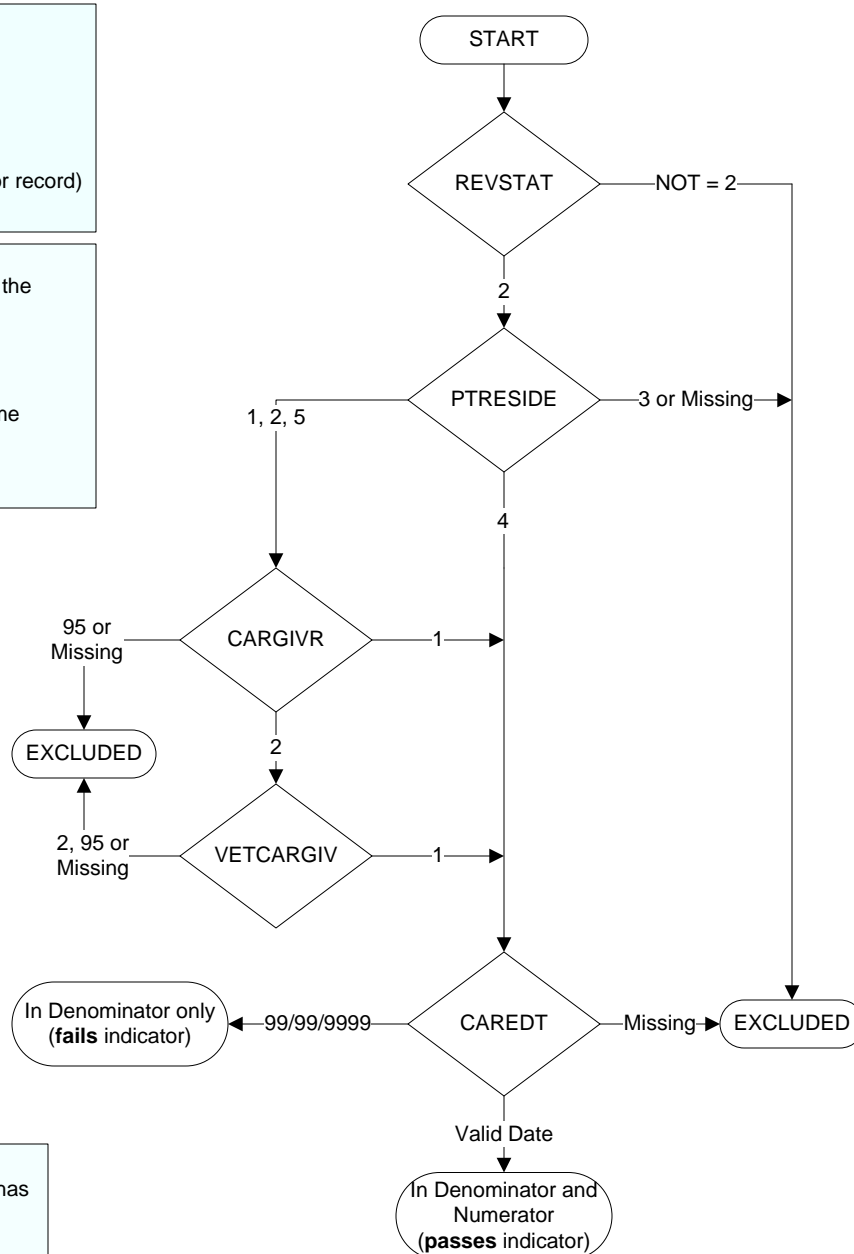 START
or record)
REVSTAT
NOT = 2
2
the
me
PTRESIDE
3 or Missing
1, 2, 5
4
95 or
Missing
CARGIVR
1
EXCLUDED
2
2, 95 or
Missing
VETCARGIV
1
In Denominator only
(fails indicator)
99/99/9999
CAREDT
Missing
EXCLUDED
Valid Date
has
In Denominator and
Numerator
(passes indicator)